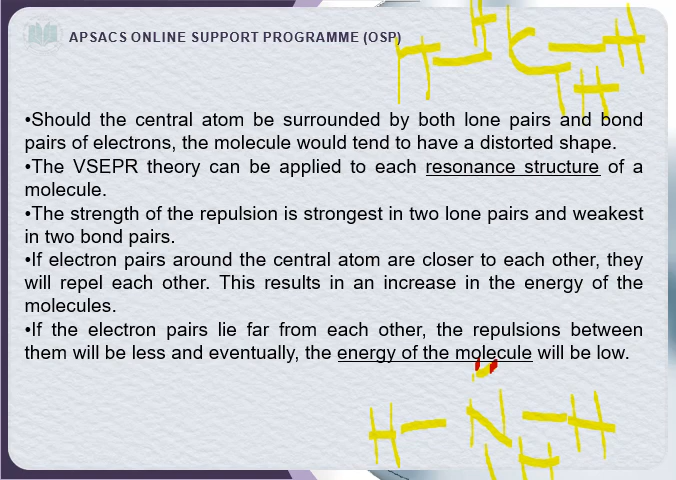 APSACS ONLINE SUPPORT PROGRAMME (OSP)
H
H
C
H
H
•Should the central atom be surrounded by both lone pairs and bond
pairs of electrons, the molecule would tend to have a distorted shape.
•The VSEPR theory can be applied to each resonance structure of a
molecule.
•The strength of the repulsion is strongest in two lone pairs and weakest
in two bond pairs.
•If electron pairs around the central atom are closer to each other, they
will repel each other. This results in an increase in the energy of the
molecules.
•If the electron pairs lie far from each other, the repulsions between
them will be less and eventually, the energy of the molecule will be low.
H – N – H
H